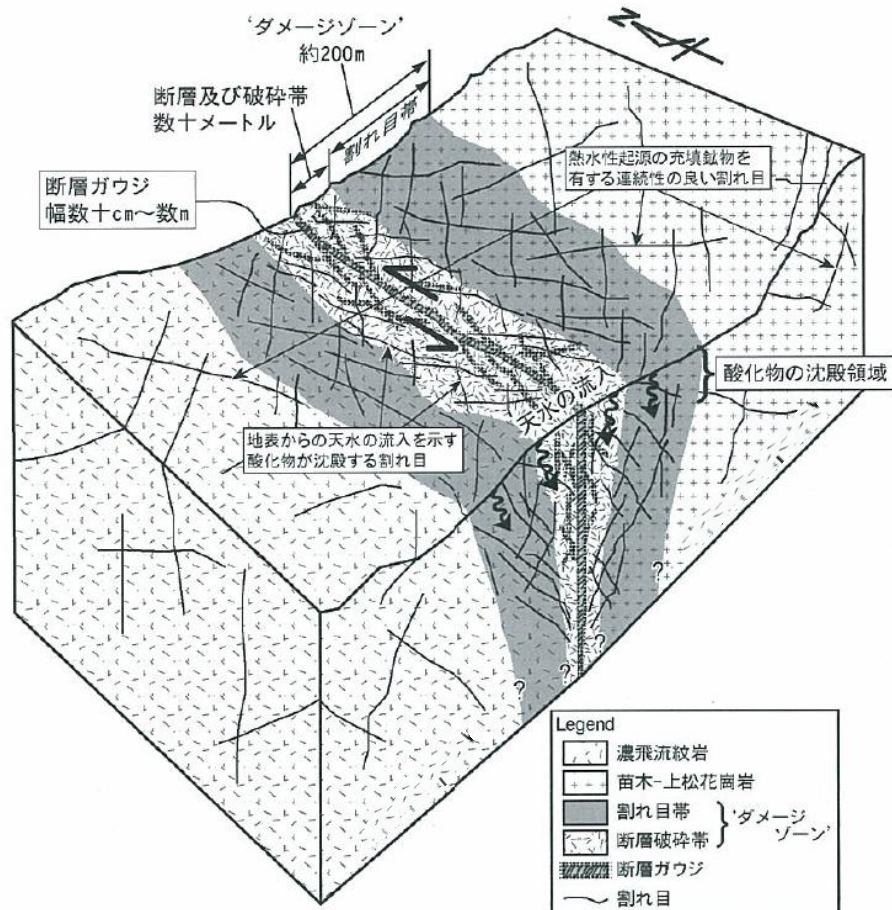 N
'ダメージゾーン'
約200m
断層及び破砕帯
数十メートル
割れ目帯
断層ガウジ
幅数十cm～数m
熱水性起源の充填鉱物を
有する連続性の良い割れ目
天水の流入
酸化物の沈殿領域
地表からの天水の流入を示す
酸化物が沈殿する割れ目
?
?
?
?
Legend
濃飛流紋岩
苗木-上松花崗岩
割れ目帯
断層破砕帯
'ダメージ
ゾーン'
断層ガウジ
割れ目